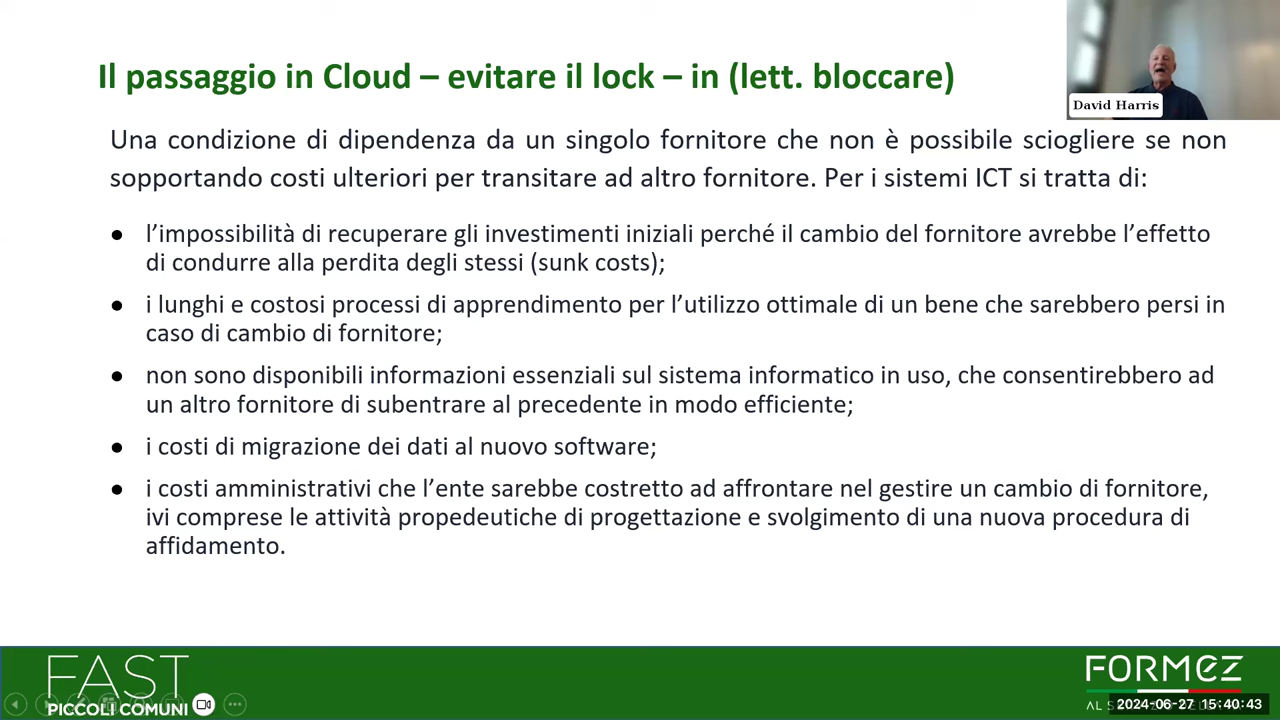 Il passaggio in Cloud – evitare il lock – in (lett. bloccare)
David Harris
Una condizione di dipendenza da un singolo fornitore che non è possibile sciogliere se non
sopportando costi ulteriori per transitare ad altro fornitore. Per i sistemi ICT si tratta di:
● l’impossibilità di recuperare gli investimenti iniziali perché il cambio del fornitore avrebbe l’effetto
di condurre alla perdita degli stessi (sunk costs);
● i lunghi e costosi processi di apprendimento per l’utilizzo ottimale di un bene che sarebbero persi in
caso di cambio di fornitore;
● non sono disponibili informazioni essenziali sul sistema informatico in uso, che consentirebbero ad
un altro fornitore di subentrare al precedente in modo efficiente;
● i costi di migrazione dei dati al nuovo software;
● i costi amministrativi che l’ente sarebbe costretto ad affrontare nel gestire un cambio di fornitore,
ivi comprese le attività propedeutiche di progettazione e svolgimento di una nuova procedura di
affidamento.
FAST
PICCOLI COMUNI
FORMEZ
AL
2024-06-27 15:40:43